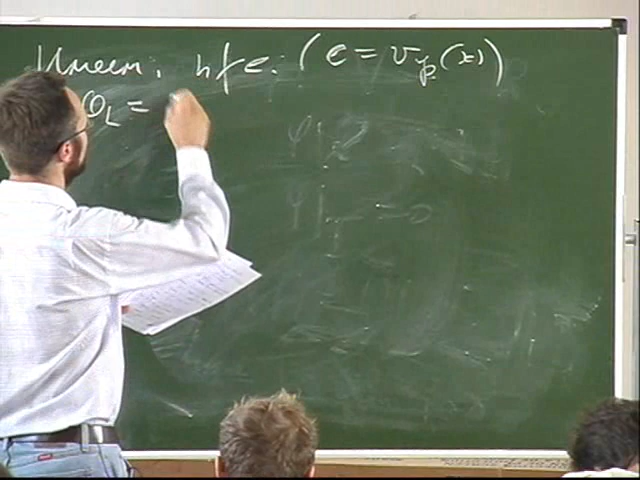 Имеем: n ∤ e. (e = v_𝔭(x))
O_L =